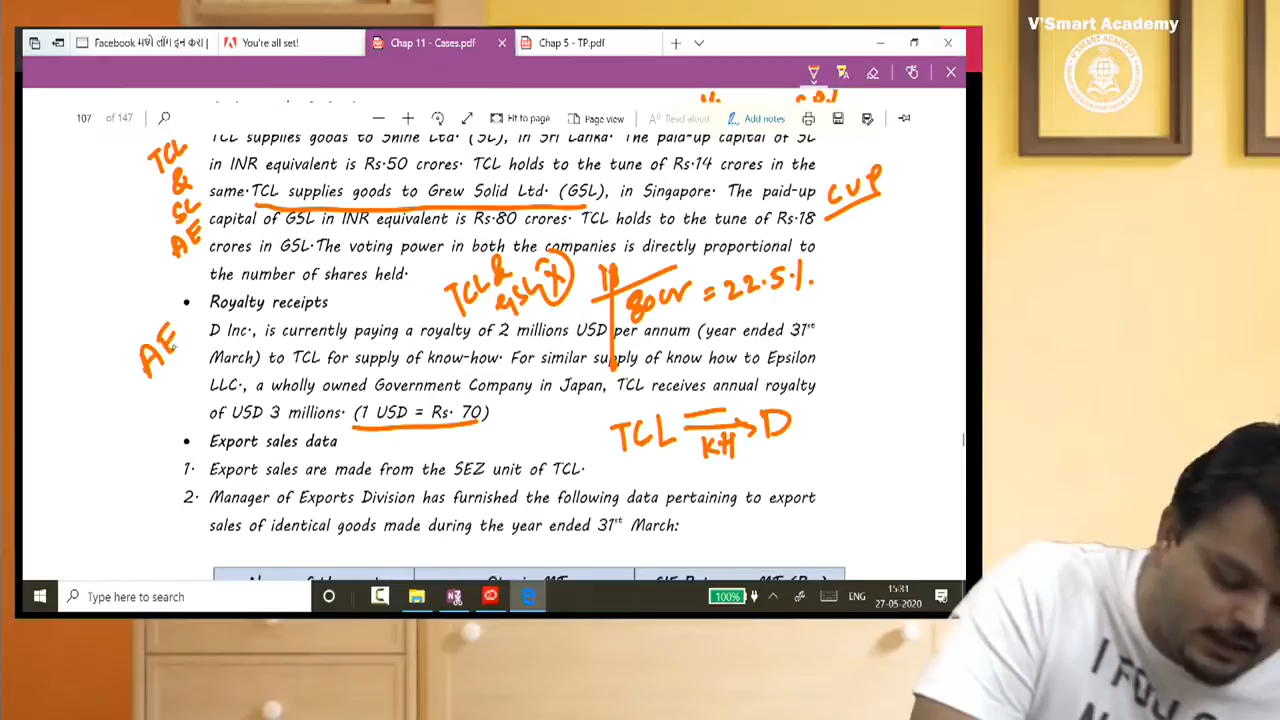 V'Smart Academy
Facebook मध्ये लॉग इन करा |
You're all set!
Chap 11 - Cases.pdf
Chap 5 - TP.pdf
107 of 147
Fit to page
Page view
Read aloud
Add notes
TCL supplies goods to Shine Ltd. (SL), in Sri Lanka. The paid-up capital of SL
in INR equivalent is Rs.50 crores. TCL holds to the tune of Rs.14 crores in the
same.TCL supplies goods to Grew Solid Ltd. (GSL), in Singapore. The paid-up
capital of GSL in INR equivalent is Rs.80 crores. TCL holds to the tune of Rs.18
crores in GSL.The voting power in both the companies is directly proportional to
the number of shares held.
TCL
&
SL
AE
CUP
TCL &
GSL X
18
80 cr = 22.5%.
• Royalty receipts
D Inc., is currently paying a royalty of 2 millions USD per annum (year ended 31st
March) to TCL for supply of know-how. For similar supply of know how to Epsilon
LLC., a wholly owned Government Company in Japan, TCL receives annual royalty
of USD 3 millions. (1 USD = Rs. 70)
AE
TCL → D
KH
• Export sales data
1. Export sales are made from the SEZ unit of TCL.
2. Manager of Exports Division has furnished the following data pertaining to export
sales of identical goods made during the year ended 31st March:
Type here to search
100%
ENG
15:31
27-05-2020